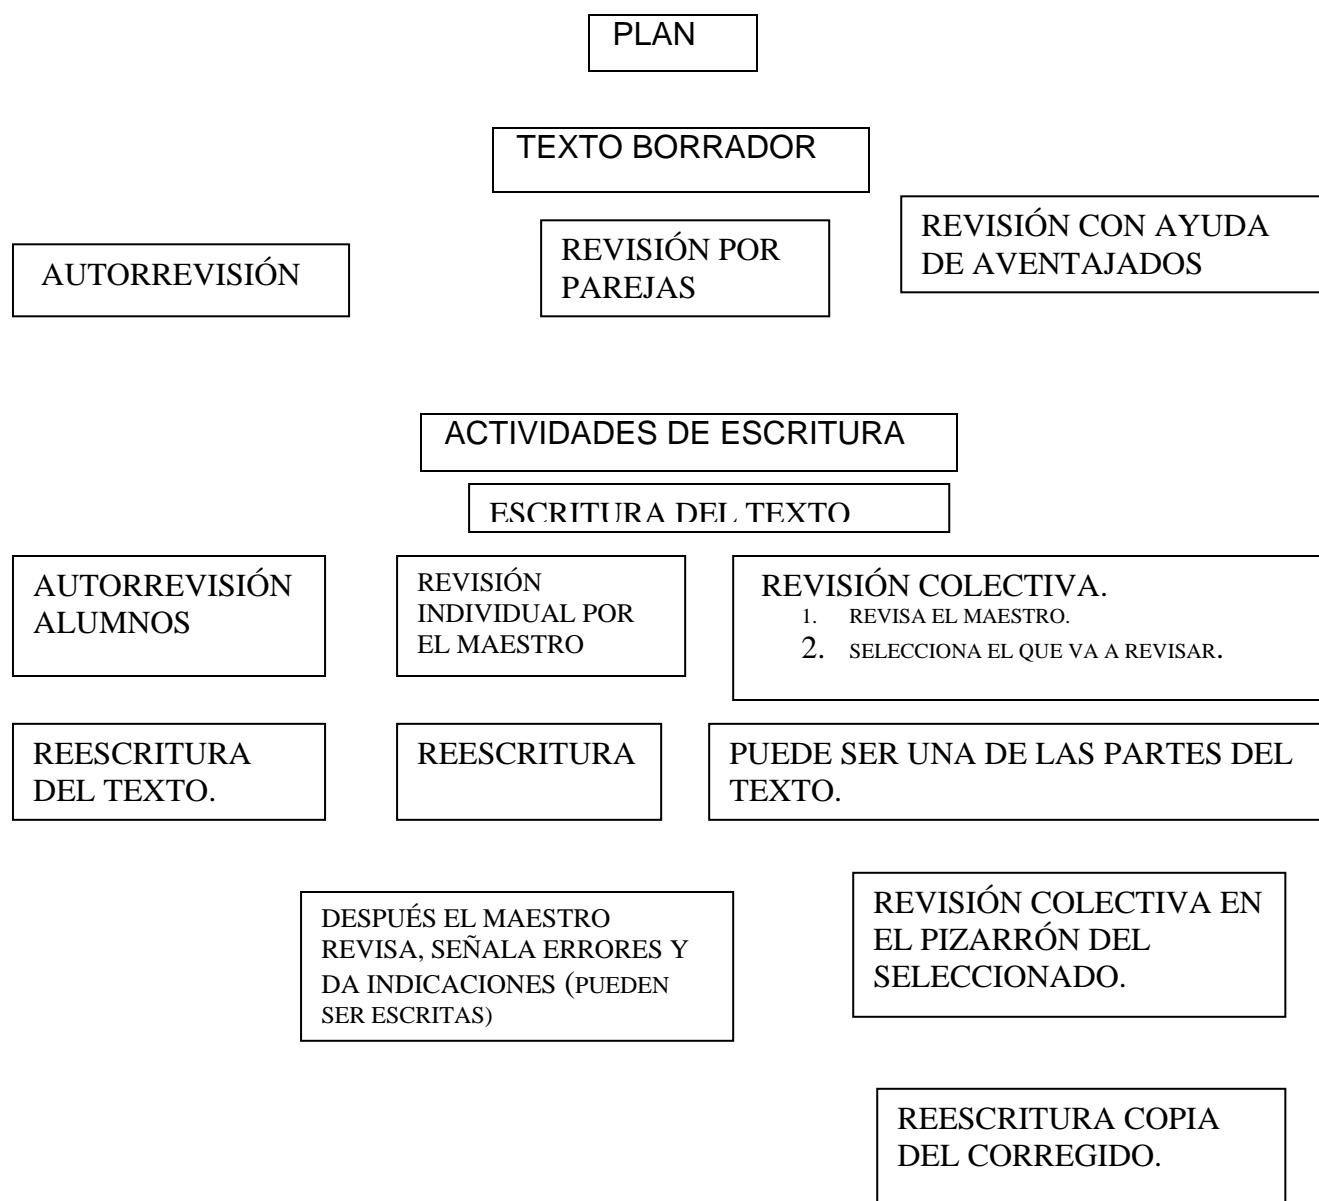 PLAN
TEXTO BORRADOR
AUTORREVISIÓN
REVISIÓN POR
PAREJAS
REVISIÓN CON AYUDA
DE AVENTAJADOS
ACTIVIDADES DE ESCRITURA
ESCRITURA DEL TEXTO
AUTORREVISIÓN
ALUMNOS
REVISIÓN
INDIVIDUAL POR
EL MAESTRO
REVISIÓN COLECTIVA.
1. REVISA EL MAESTRO.
2. SELECCIONA EL QUE VA A REVISAR.
REESCRITURA
DEL TEXTO.
REESCRITURA
PUEDE SER UNA DE LAS PARTES DEL
TEXTO.
DESPUÉS EL MAESTRO
REVISA, SEÑALA ERRORES Y
DA INDICACIONES (PUEDEN
SER ESCRITAS)
REVISIÓN COLECTIVA EN
EL PIZARRÓN DEL
SELECCIONADO.
REESCRITURA COPIA
DEL CORREGIDO.